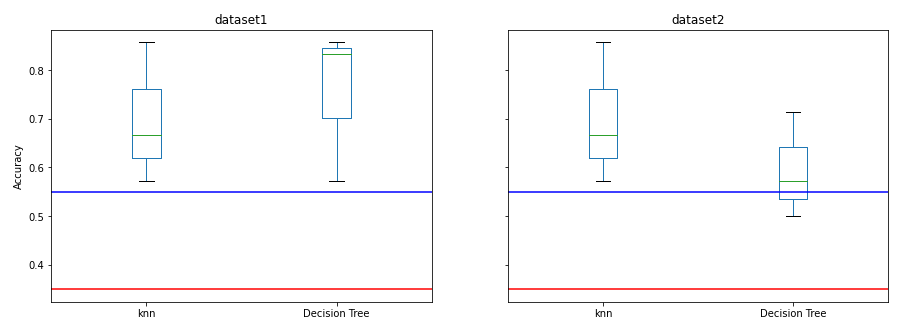 dataset1
dataset2
Accuracy
0.8
0.7
0.6
0.5
0.4
knn
Decision Tree
knn
Decision Tree